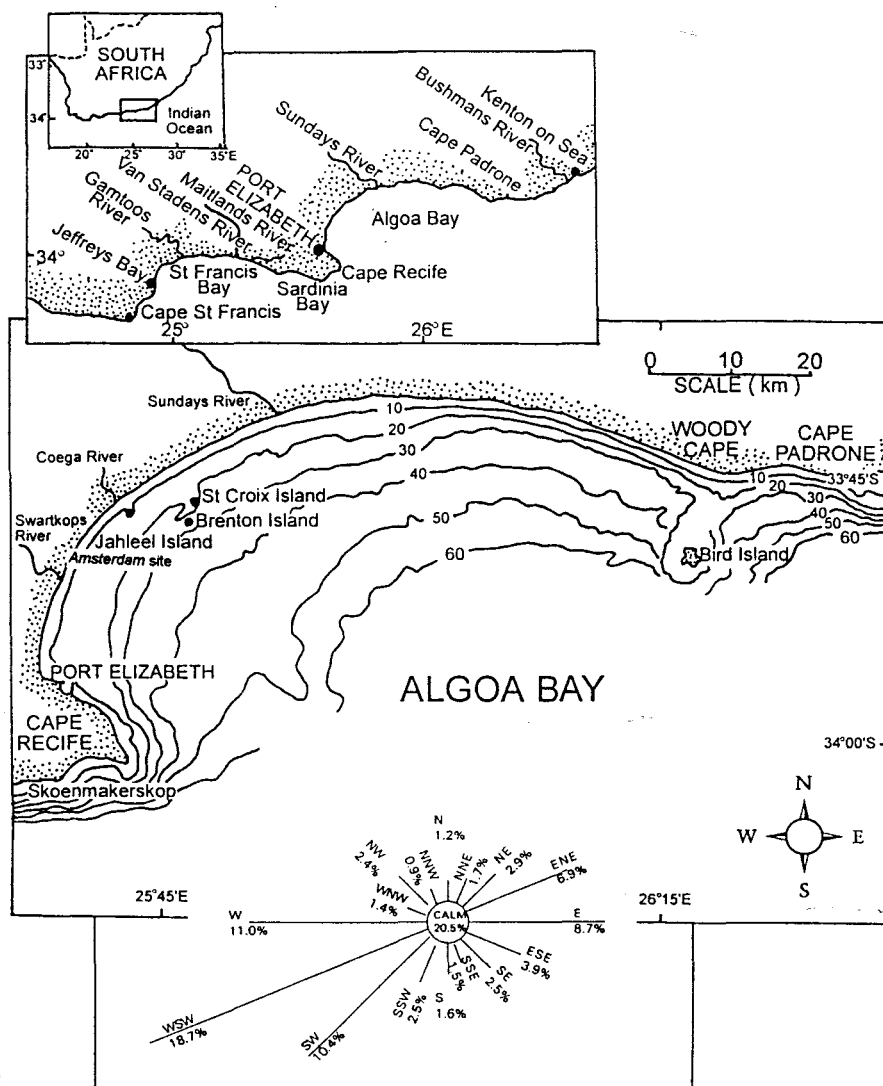 SOUTH
AFRICA
33°
34°
Indian
Ocean
20°
25°
30°
35°E
Kenton on Sea
Bushmans River
Cape Padrone
Sundays River
PORT
ELIZABETH
Maitlands River
Van Stadens River
Gamtoos
River
Jeffreys Bay
Algoa Bay
34°
St Francis
Bay
Sardinia
Bay
Cape Recife
Cape St Francis
25°
26°E
0 10 20
SCALE ( km )
Sundays River
10
20
30
40
50
60
WOODY
CAPE
CAPE
PADRONE
33°45'S
10
20
30
40
50
60
Coega River
St Croix Island
Brenton Island
Swartkops
River
Jahleel Island
Amsterdam site
Bird Island
PORT ELIZABETH
ALGOA BAY
CAPE
RECIFE
34°00'S
Skoenmakerskop
N
W E
S
25°45'E
26°15'E
N
1.2%
NNE
1.7%
NE
2.9%
ENE
6.9%
E
8.7%
ESE
3.9%
SE
2.5%
SSE
1.5%
S
1.6%
SSW
2.5%
SW
10.4%
WSW
18.7%
W
11.0%
WNW
1.4%
NW
2.4%
NNW
0.9%
CALM
20.5%